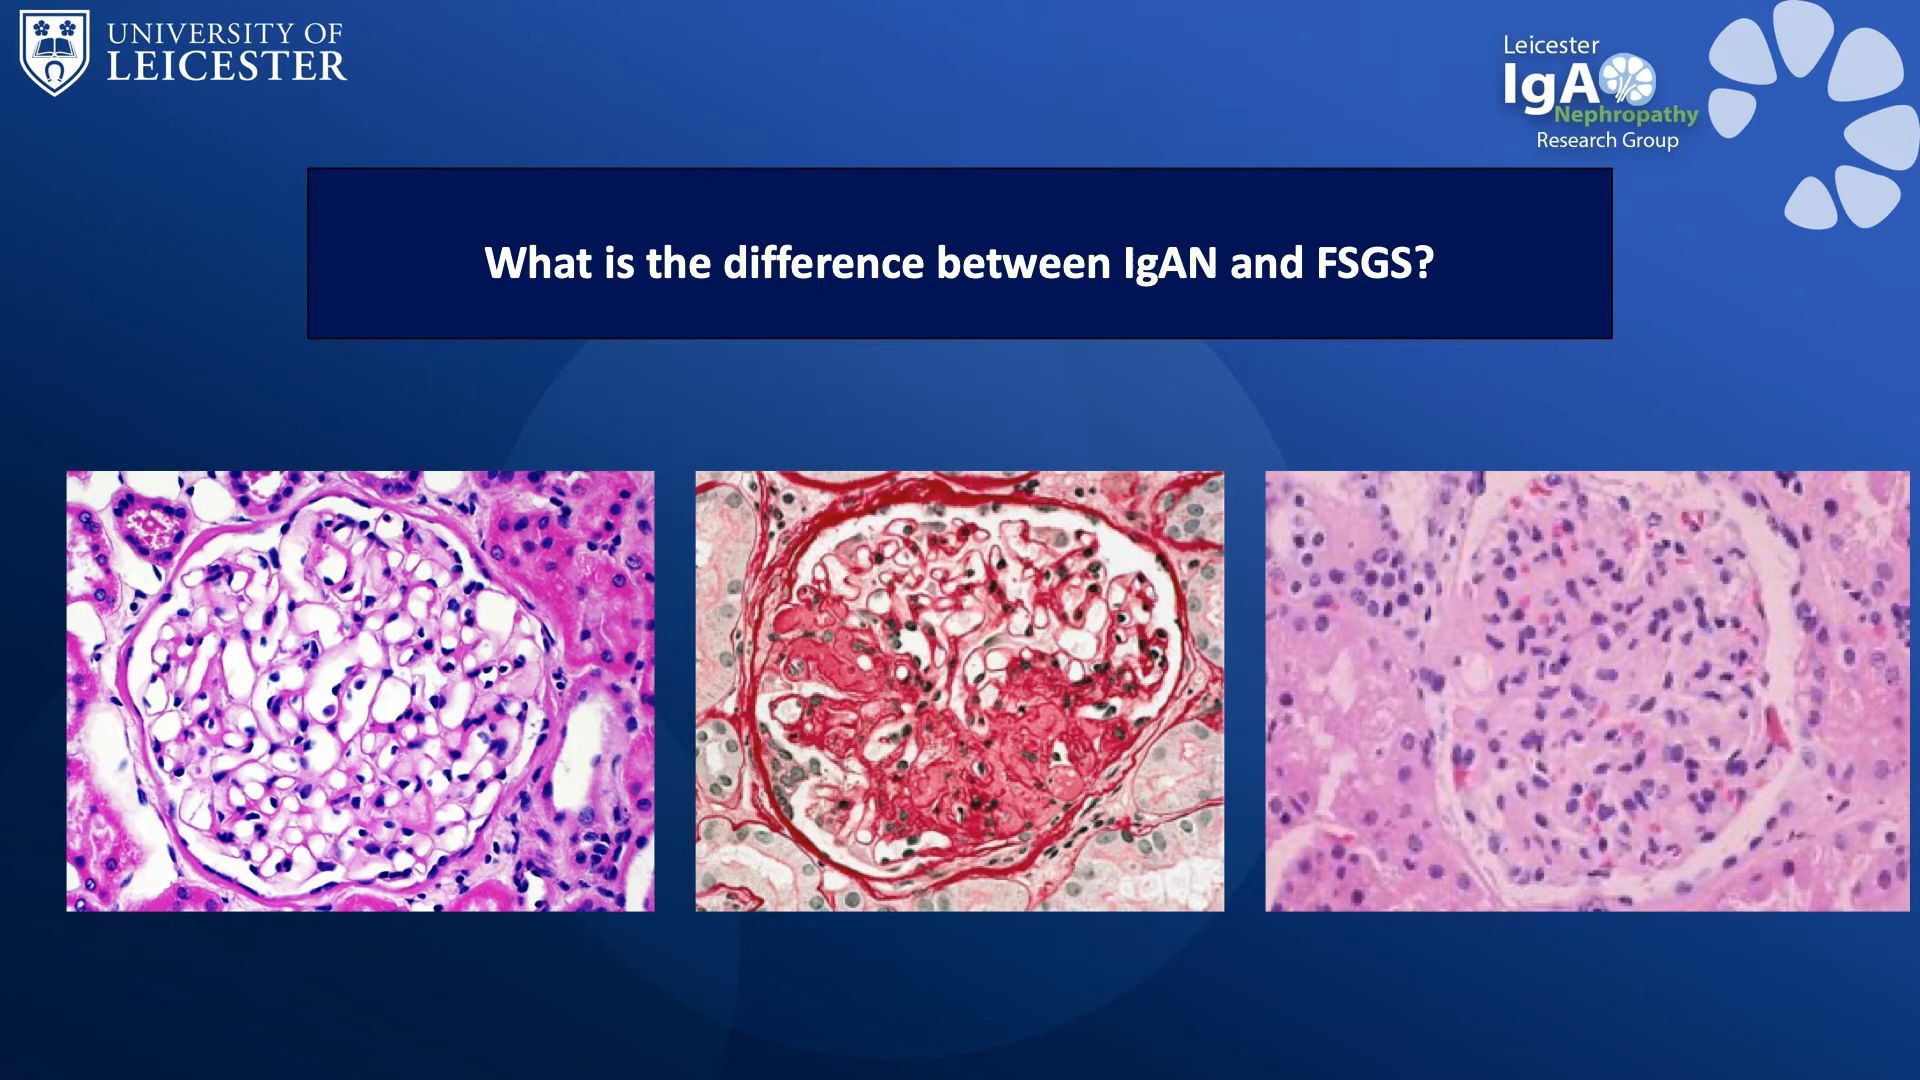 UNIVERSITY OF
LEICESTER
Leicester
IgA
Nephropathy
Research Group
What is the difference between IgAN and FSGS?